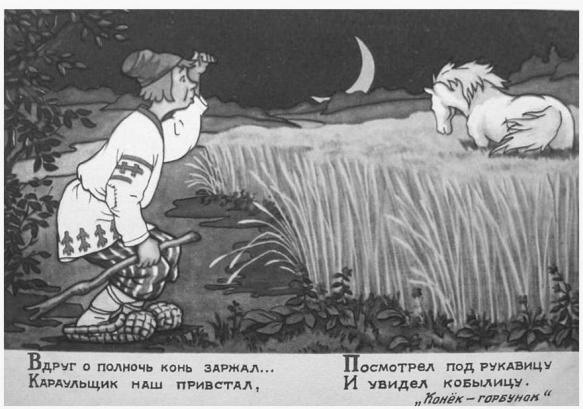 Вдруг о полночь конь заржал...
Караульщик наш привстал,
Посмотрел под рукавицу
И увидел кобылицу.
„Конёк-горбунок“